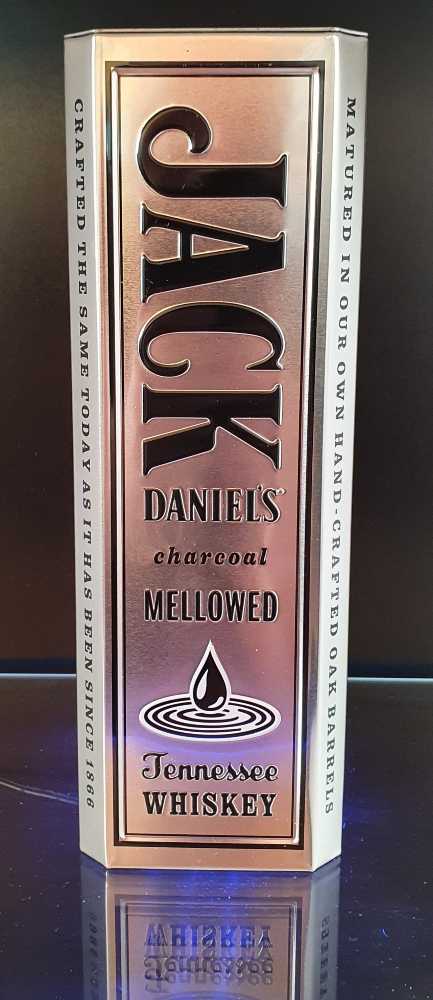 CRAFTED THE SAME TODAY AS IT HAS BEEN SINCE 1866
JACK
DANIEL'S
charcoal
MELLOWED
Tennessee
WHISKEY
MATURED IN OUR OWN HAND-CRAFTED OAK BARRELS